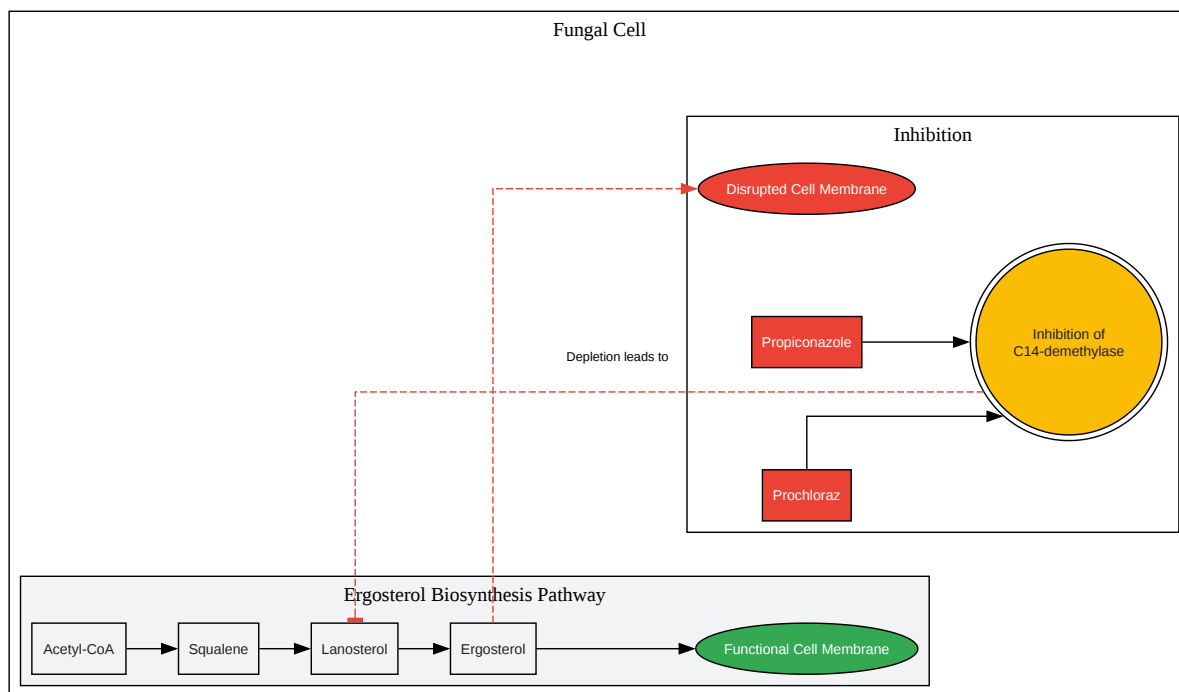 Fungal Cell
Inhibition
Disrupted Cell Membrane
Propiconazole
Inhibition of
C14-demethylase
Depletion leads to
Prochloraz
Ergosterol Biosynthesis Pathway
Acetyl-CoA
Squalene
Lanosterol
Ergosterol
Functional Cell Membrane